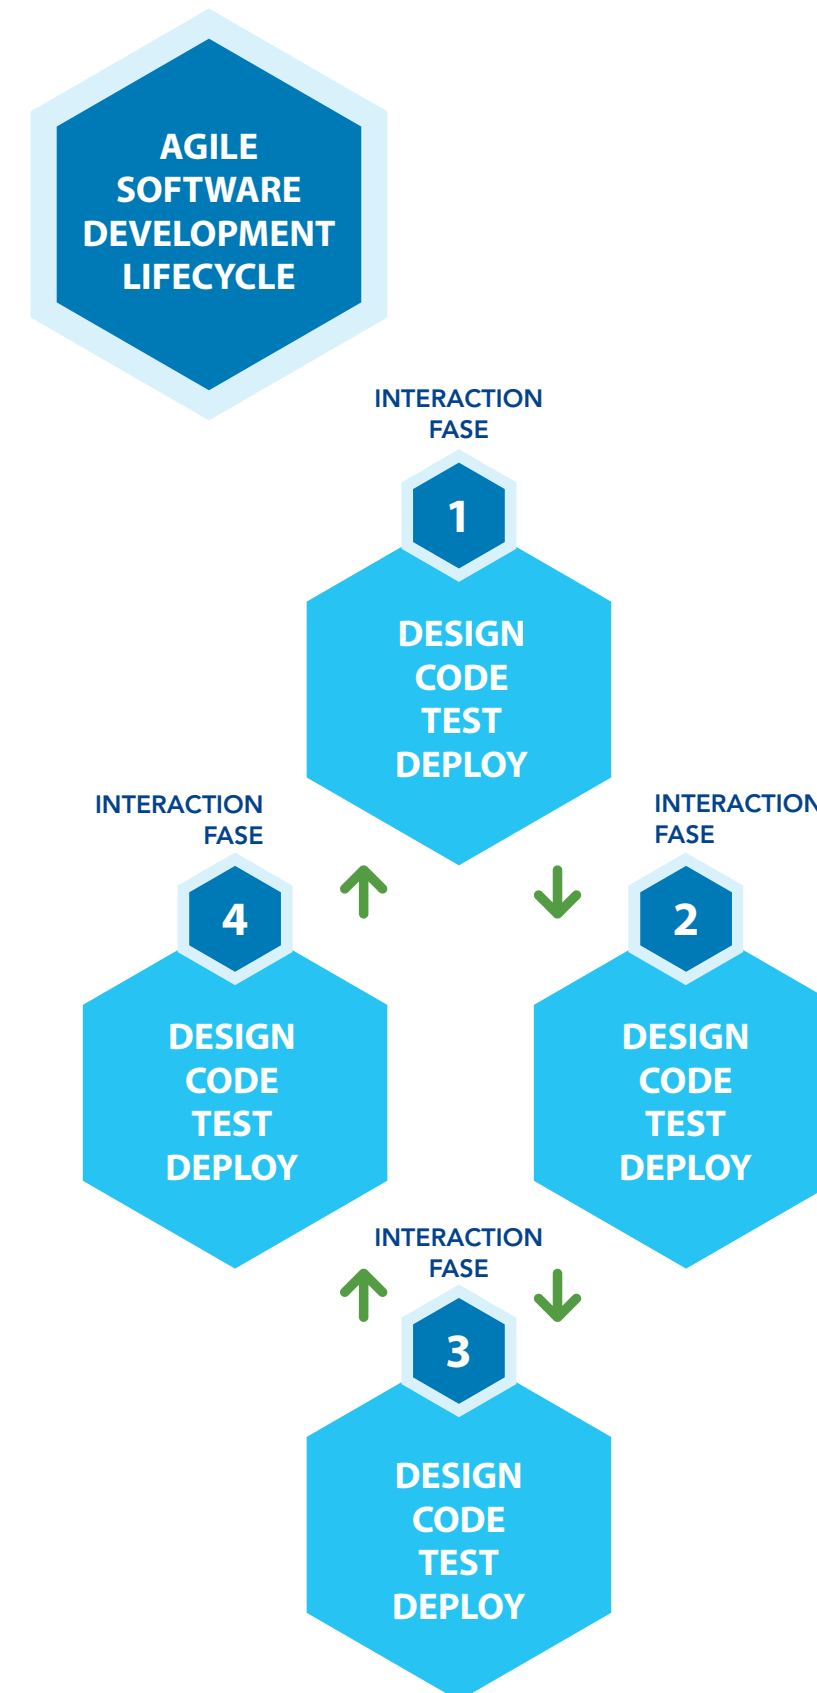 AGILE
SOFTWARE
DEVELOPMENT
LIFECYCLE
INTERACTION
FASE
1
DESIGN
CODE
TEST
DEPLOY
INTERACTION
FASE
2
DESIGN
CODE
TEST
DEPLOY
INTERACTION
FASE
3
DESIGN
CODE
TEST
DEPLOY
INTERACTION
FASE
4
DESIGN
CODE
TEST
DEPLOY